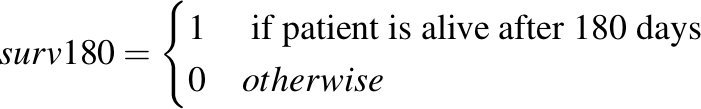 surv180 = { 1 if patient is alive after 180 days
0 otherwise